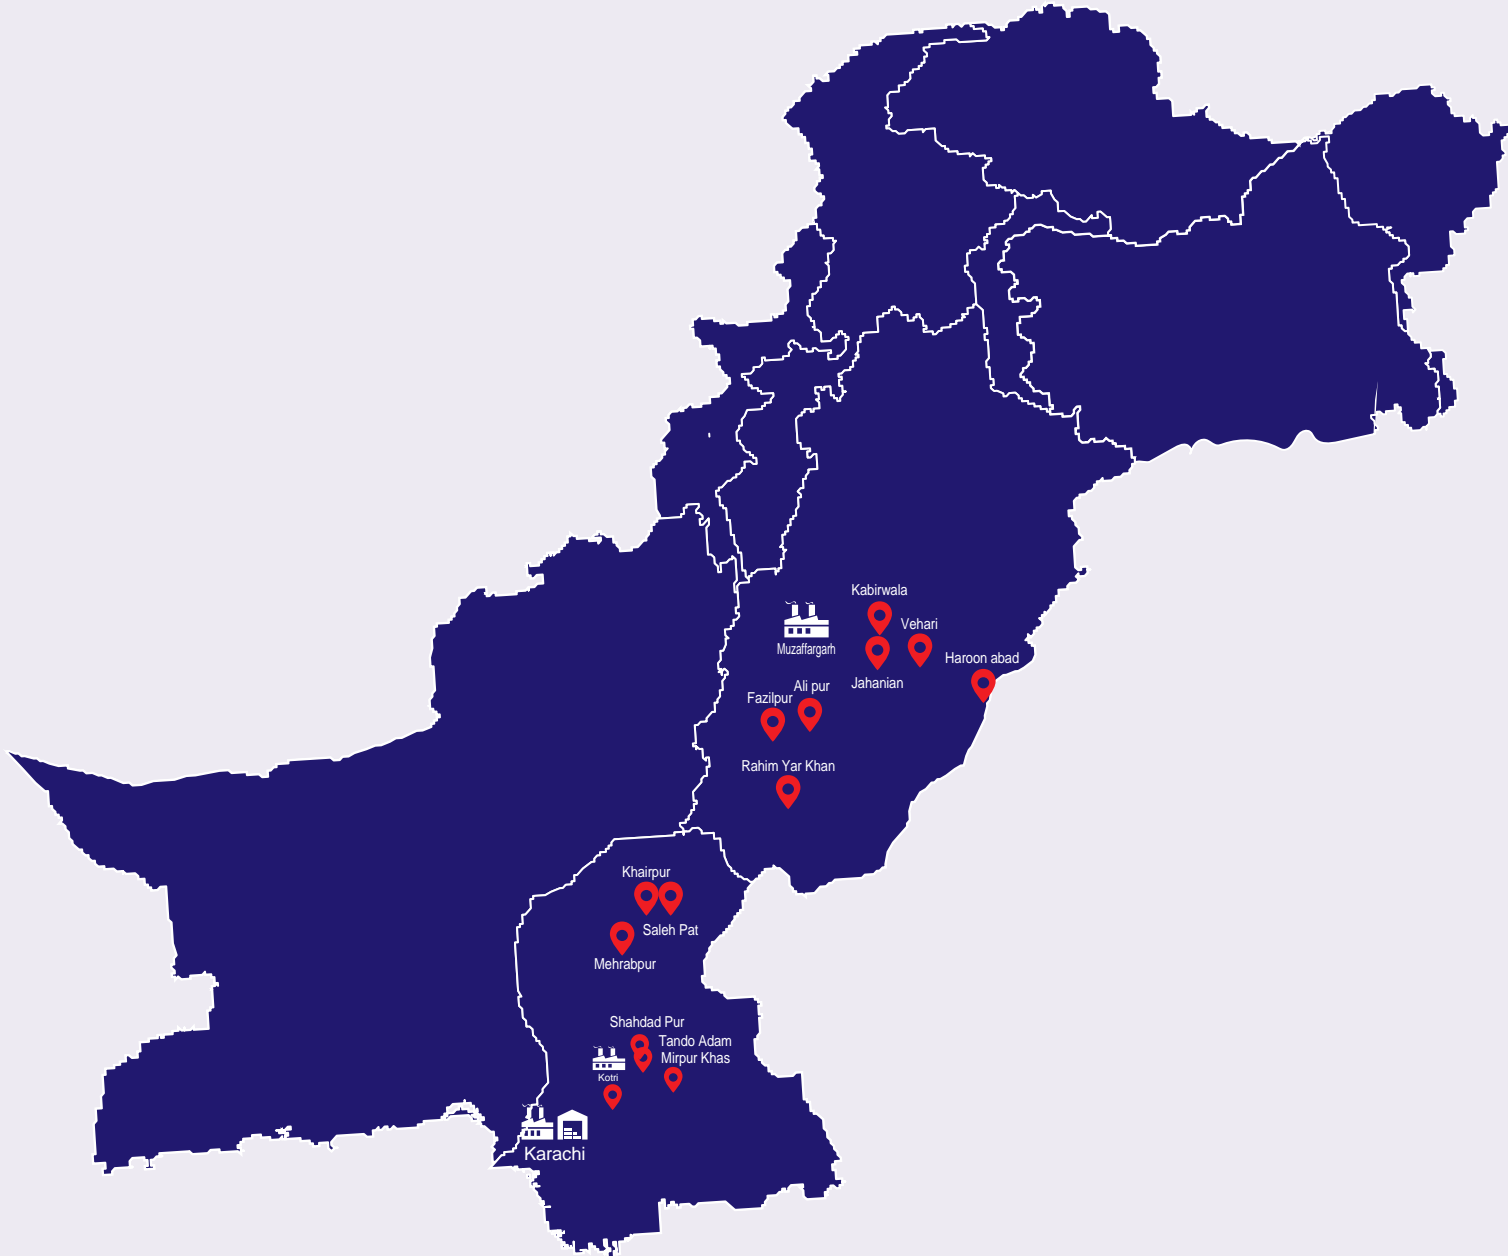 Kabirwala
Vehari
Muzaffargarh
Haroon abad
Jahanian
Ali pur
Fazilpur
Rahim Yar Khan
Khairpur
Saleh Pat
Mehrabpur
Shahdad Pur
Tando Adam
Mirpur Khas
Kotri
Karachi